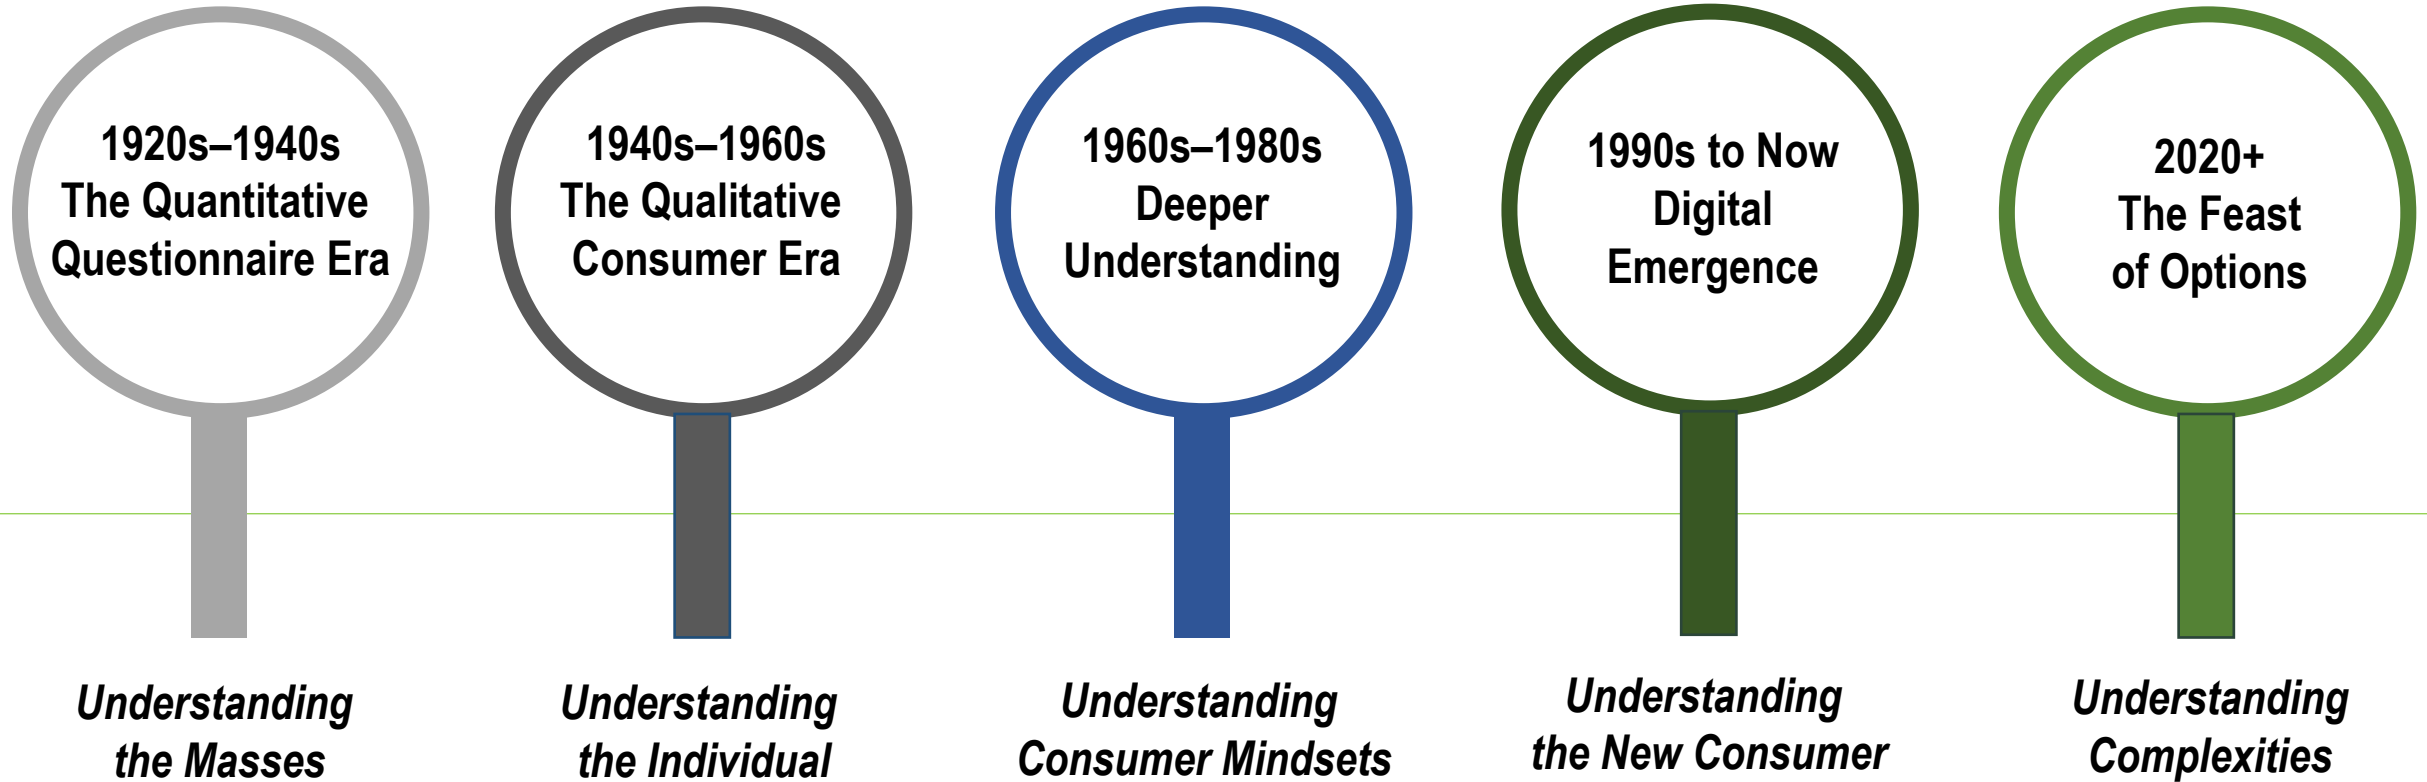 1920s–1940s
The Quantitative
Questionnaire Era
Understanding
the Masses
1940s–1960s
The Qualitative
Consumer Era
Understanding
the Individual
1960s–1980s
Deeper
Understanding
Understanding
Consumer Mindsets
1990s to Now
Digital
Emergence
Understanding
the New Consumer
2020+
The Feast
of Options
Understanding
Complexities